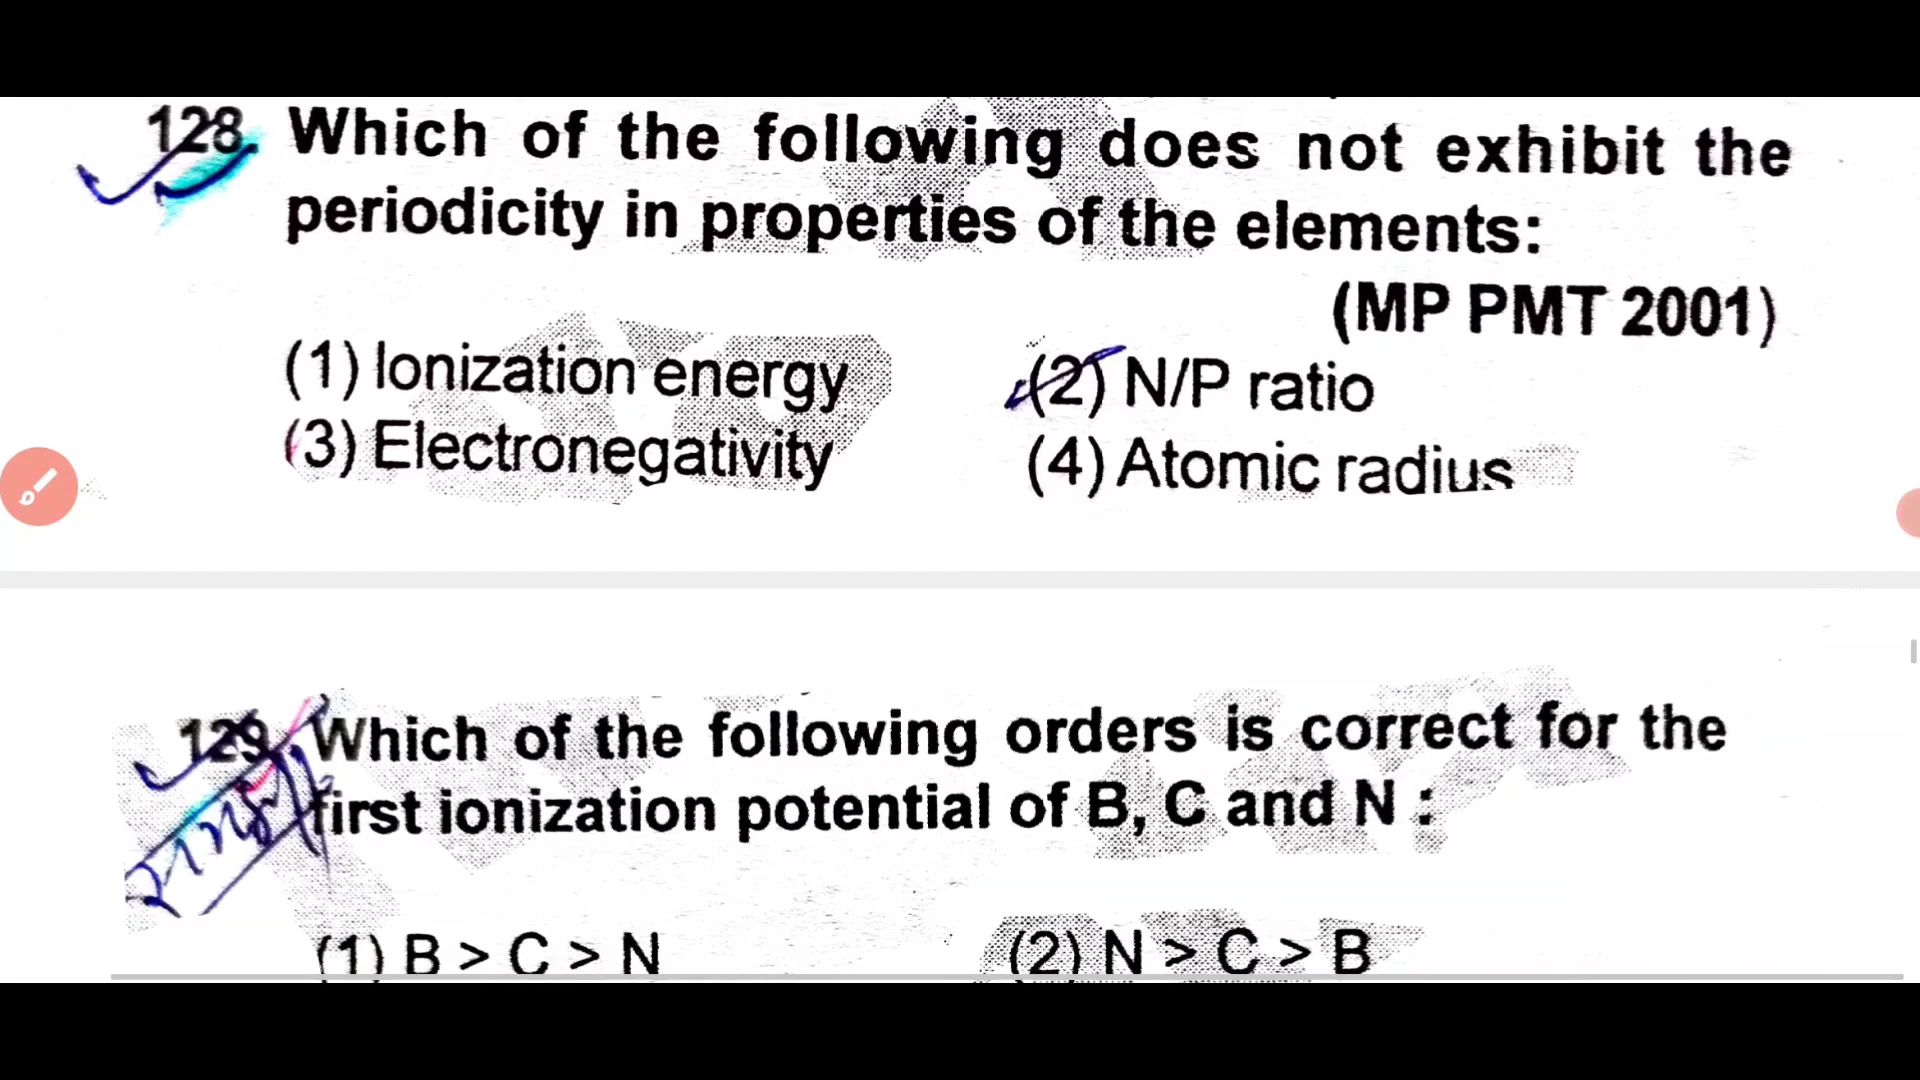 128. Which of the following does not exhibit the
periodicity in properties of the elements:
(MP PMT 2001)
(1) Ionization energy (2) N/P ratio
(3) Electronegativity (4) Atomic radius
129. Which of the following orders is correct for the
first ionization potential of B, C and N :
(1) B > C > N (2) N > C > B